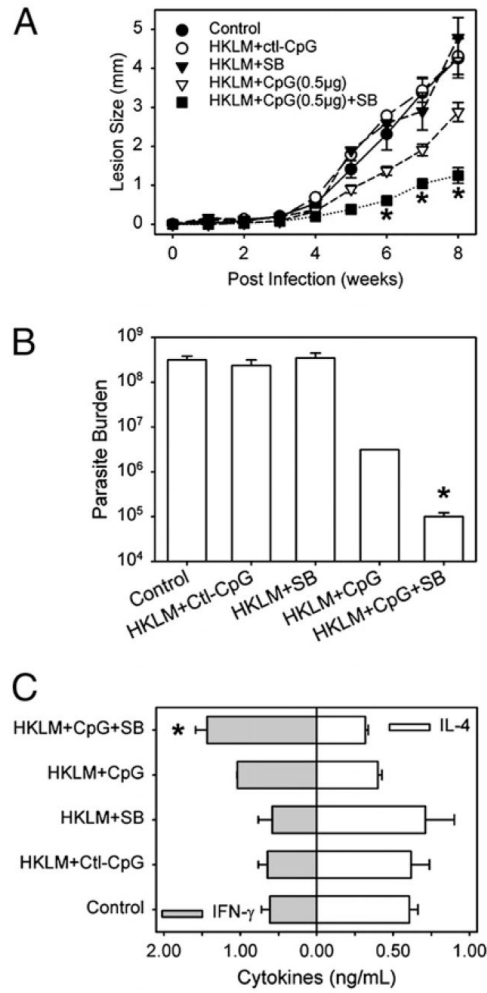 A
Control
HKLM+ctl-CpG
HKLM+SB
HKLM+CpG(0.5µg)
HKLM+CpG(0.5µg)+SB
Lesion Size (mm)
5
4
3
2
1
0
* * *
0 2 4 6 8
Post Infection (weeks)
B
Parasite Burden
10⁹
10⁸
10⁷
10⁶
10⁵
10⁴
*
Control
HKLM+Ctl-CpG
HKLM+SB
HKLM+CpG
HKLM+CpG+SB
C
HKLM+CpG+SB
*
IL-4
HKLM+CpG
HKLM+SB
HKLM+Ctl-CpG
Control
IFN-γ
2.00 1.00 0.00 0.50 1.00
Cytokines (ng/mL)